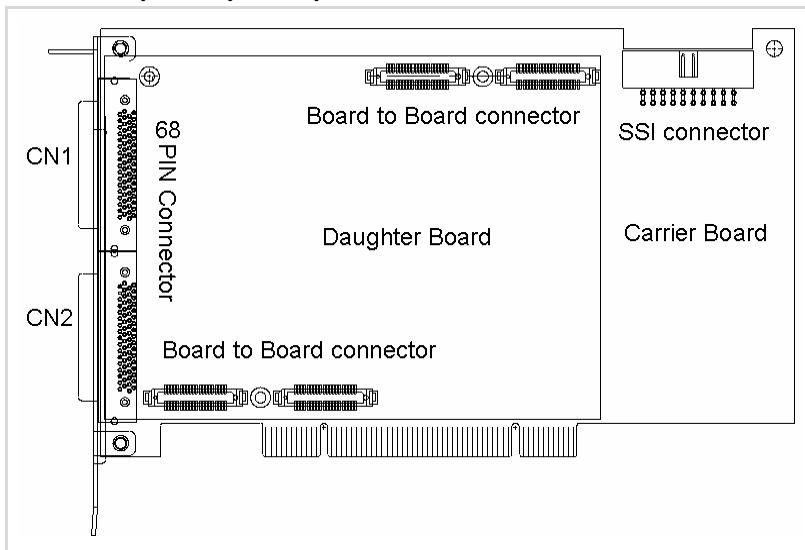 Board to Board connector
SSI connector
CN1
68 PIN Connector
Daughter Board
Carrier Board
CN2
Board to Board connector